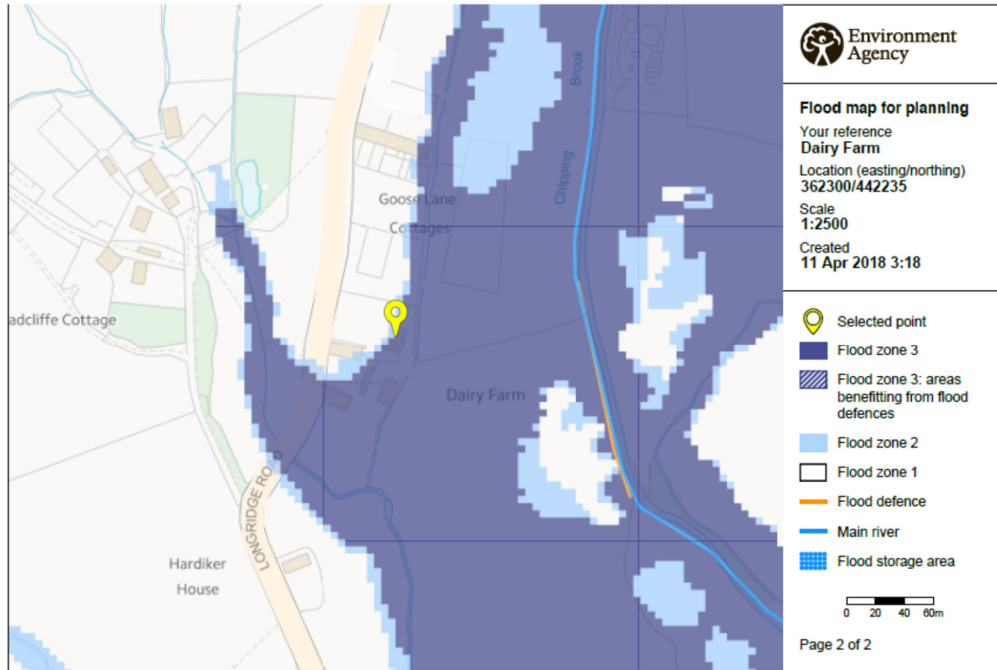 Chipping Brook
Goose Lane
Cottages
adcliffe Cottage
Dairy Farm
LONGRIDGE ROAD
Hardiker
House
Environment
Agency
Flood map for planning
Your reference
Dairy Farm
Location (easting/northing)
362300/442235
Scale
1:2500
Created
11 Apr 2018 3:18
Selected point
Flood zone 3
Flood zone 3: areas
benefitting from flood
defences
Flood zone 2
Flood zone 1
Flood defence
Main river
Flood storage area
0 20 40 60m
Page 2 of 2